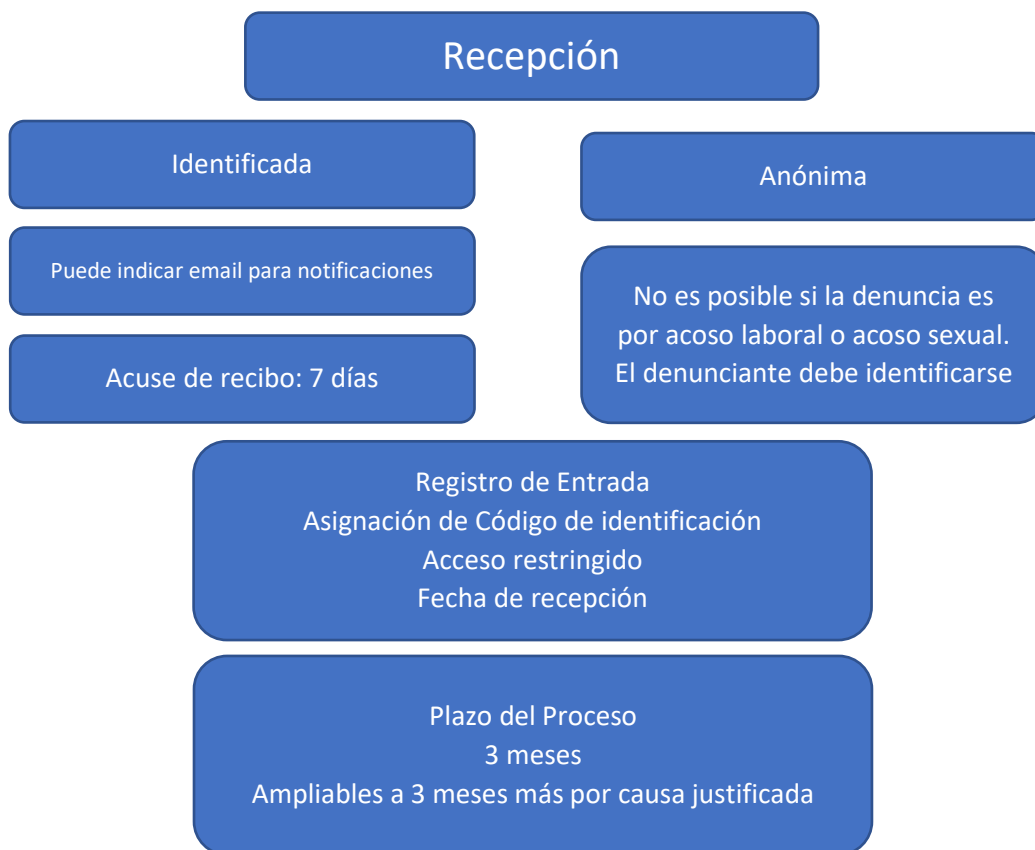 Recepción
Identificada
Puede indicar email para notificaciones
Acuse de recibo: 7 días
Anónima
No es posible si la denuncia es
por acoso laboral o acoso sexual.
El denunciante debe identificarse
Registro de Entrada
Asignación de Código de identificación
Acceso restringido
Fecha de recepción
Plazo del Proceso
3 meses
Ampliables a 3 meses más por causa justificada